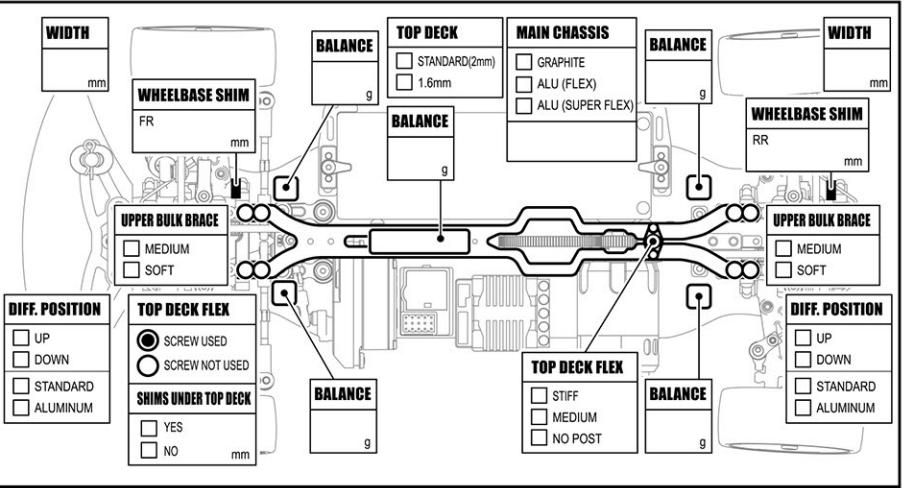 WIDTH
mm
BALANCE
g
TOP DECK
STANDARD(2mm)
1.6mm
MAIN CHASSIS
GRAPHITE
ALU (FLEX)
ALU (SUPER FLEX)
BALANCE
g
WIDTH
mm
WHEELBASE SHIM
FR
mm
BALANCE
g
WHEELBASE SHIM
RR
mm
UPPER BULK BRACE
MEDIUM
SOFT
UPPER BULK BRACE
MEDIUM
SOFT
DIFF. POSITION
UP
DOWN
STANDARD
ALUMINUM
TOP DECK FLEX
SCREW USED
SCREW NOT USED
SHIMS UNDER TOP DECK
YES
NO
mm
BALANCE
g
TOP DECK FLEX
STIFF
MEDIUM
NO POST
BALANCE
g
DIFF. POSITION
UP
DOWN
STANDARD
ALUMINUM